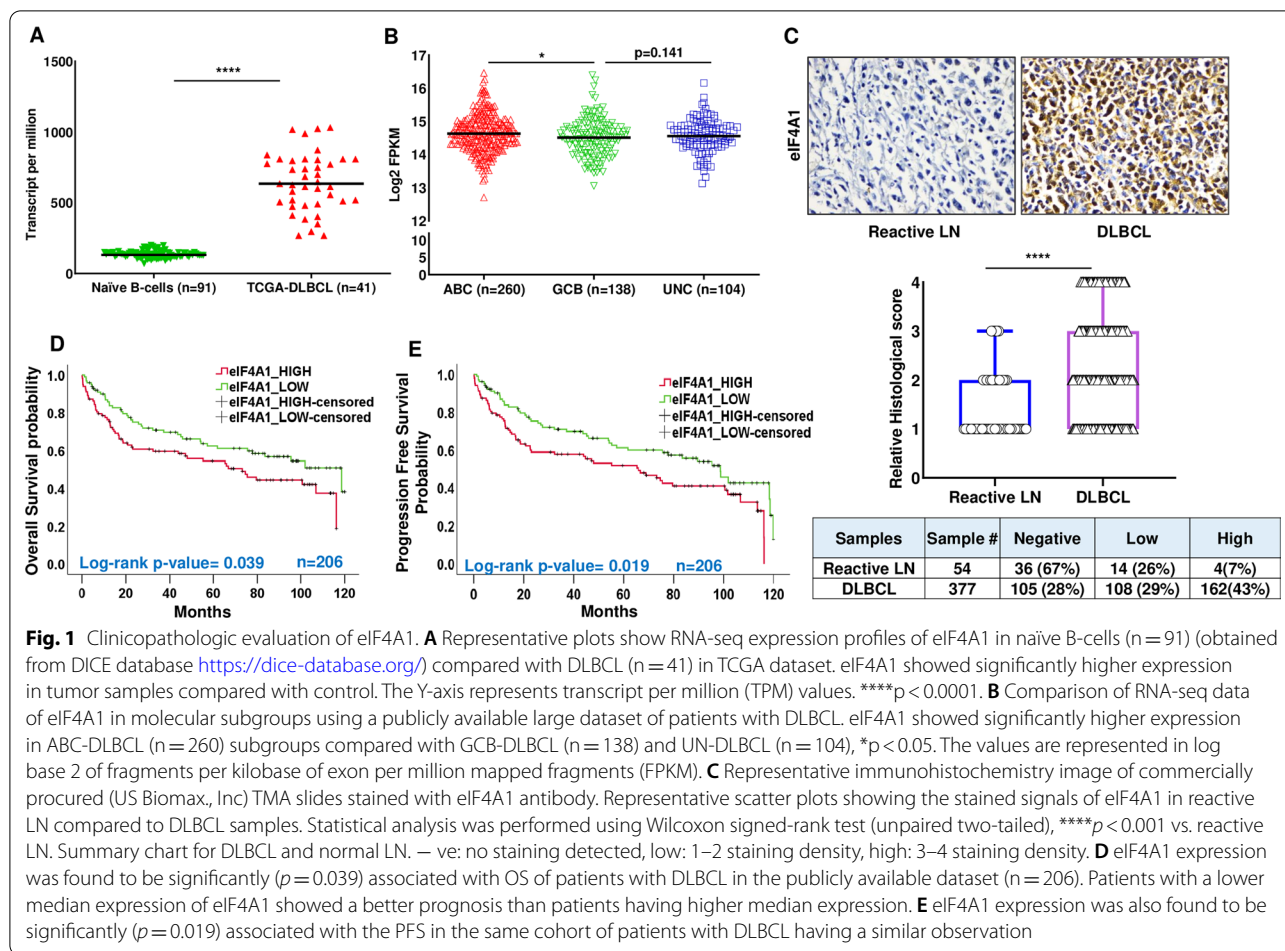 A
1500
1000
500
0
Transcript per million
****
Naïve B-cells (n=91) TCGA-DLBCL (n=41)
B
17
16
15
14
13
12
10
8
6
4
2
0
Log2 FPKM
*
p=0.141
ABC (n=260) GCB (n=138) UNC (n=104)
C
eIF4A1
Reactive LN DLBCL
****
4
3
2
1
0
Relative Histological score
Reactive LN DLBCL
Samples Sample # Negative Low High
Reactive LN 54 36 (67%) 14 (26%) 4(7%)
DLBCL 377 105 (28%) 108 (29%) 162(43%)
D
Overall Survival probability
1.0
0.8
0.6
0.4
0.2
0.0
eIF4A1_HIGH
eIF4A1_LOW
eIF4A1_HIGH-censored
eIF4A1_LOW-censored
Log-rank p-value= 0.039 n=206
0 20 40 60 80 100 120
Months
E
Progression Free Survival
Probability
1.0
0.8
0.6
0.4
0.2
0.0
eIF4A1_HIGH
eIF4A1_LOW
eIF4A1_HIGH-censored
eIF4A1_LOW-censored
Log-rank p-value= 0.019 n=206
0 20 40 60 80 100 120
Months
Fig. 1 Clinicopathologic evaluation of eIF4A1. A Representative plots show RNA-seq expression profiles of eIF4A1 in naïve B-cells (n = 91) (obtained
from DICE database https://dice-database.org/) compared with DLBCL (n = 41) in TCGA dataset. eIF4A1 showed significantly higher expression
in tumor samples compared with control. The Y-axis represents transcript per million (TPM) values. ****p < 0.0001. B Comparison of RNA-seq data
of eIF4A1 in molecular subgroups using a publicly available large dataset of patients with DLBCL. eIF4A1 showed significantly higher expression
in ABC-DLBCL (n = 260) subgroups compared with GCB-DLBCL (n = 138) and UN-DLBCL (n = 104), *p < 0.05. The values are represented in log
base 2 of fragments per kilobase of exon per million mapped fragments (FPKM). C Representative immunohistochemistry image of commercially
procured (US Biomax., Inc) TMA slides stained with eIF4A1 antibody. Representative scatter plots showing the stained signals of eIF4A1 in reactive
LN compared to DLBCL samples. Statistical analysis was performed using Wilcoxon signed-rank test (unpaired two-tailed), ****p < 0.001 vs. reactive
LN. Summary chart for DLBCL and normal LN. − ve: no staining detected, low: 1–2 staining density, high: 3–4 staining density. D eIF4A1 expression
was found to be significantly (p = 0.039) associated with OS of patients with DLBCL in the publicly available dataset (n = 206). Patients with a lower
median expression of eIF4A1 showed a better prognosis than patients having higher median expression. E eIF4A1 expression was also found to be
significantly (p = 0.019) associated with the PFS in the same cohort of patients with DLBCL having a similar observation